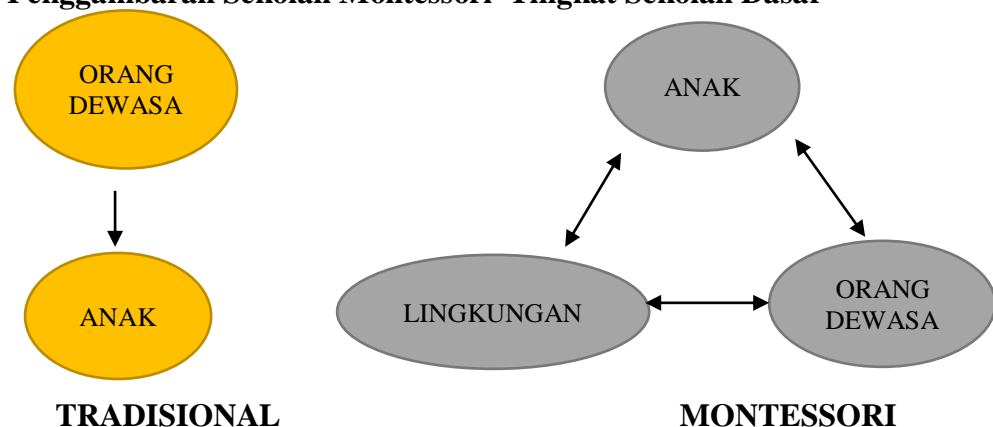 Penggambaran Sekolah Montessori Tingkat Sekolah Dasar
ORANG
DEWASA
ANAK
TRADISIONAL
ANAK
LINGKUNGAN
ORANG
DEWASA
MONTESSORI